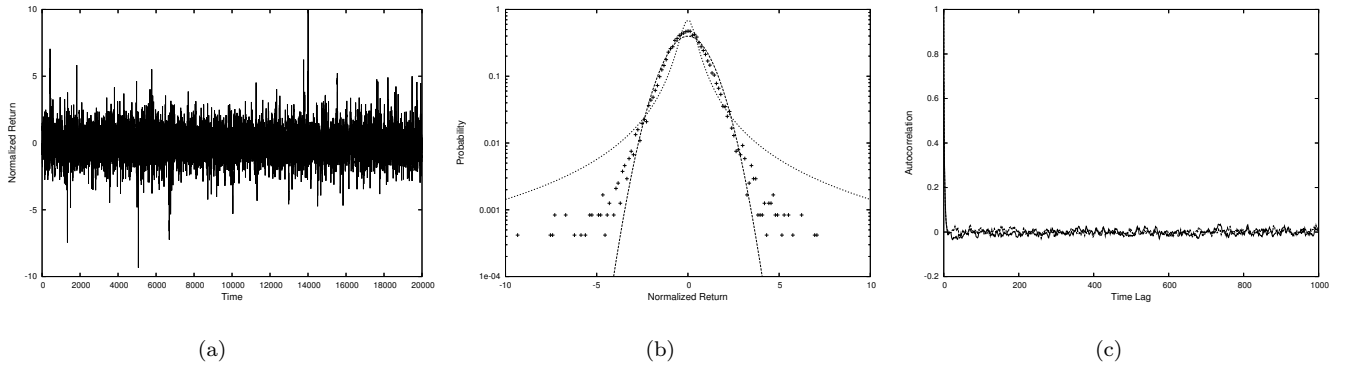 10
5
0
-5
-10
0 2000 4000 6000 8000 10000 12000 14000 16000 18000 20000
Normalized Return
Time
(a)
1
0.1
0.01
0.001
1e-04
-10 -5 0 5 10
Probability
Normalized Return
(b)
1
0.8
0.6
0.4
0.2
0
-0.2
0 200 400 600 800 1000
Autocorrelation
Time Lag
(c)